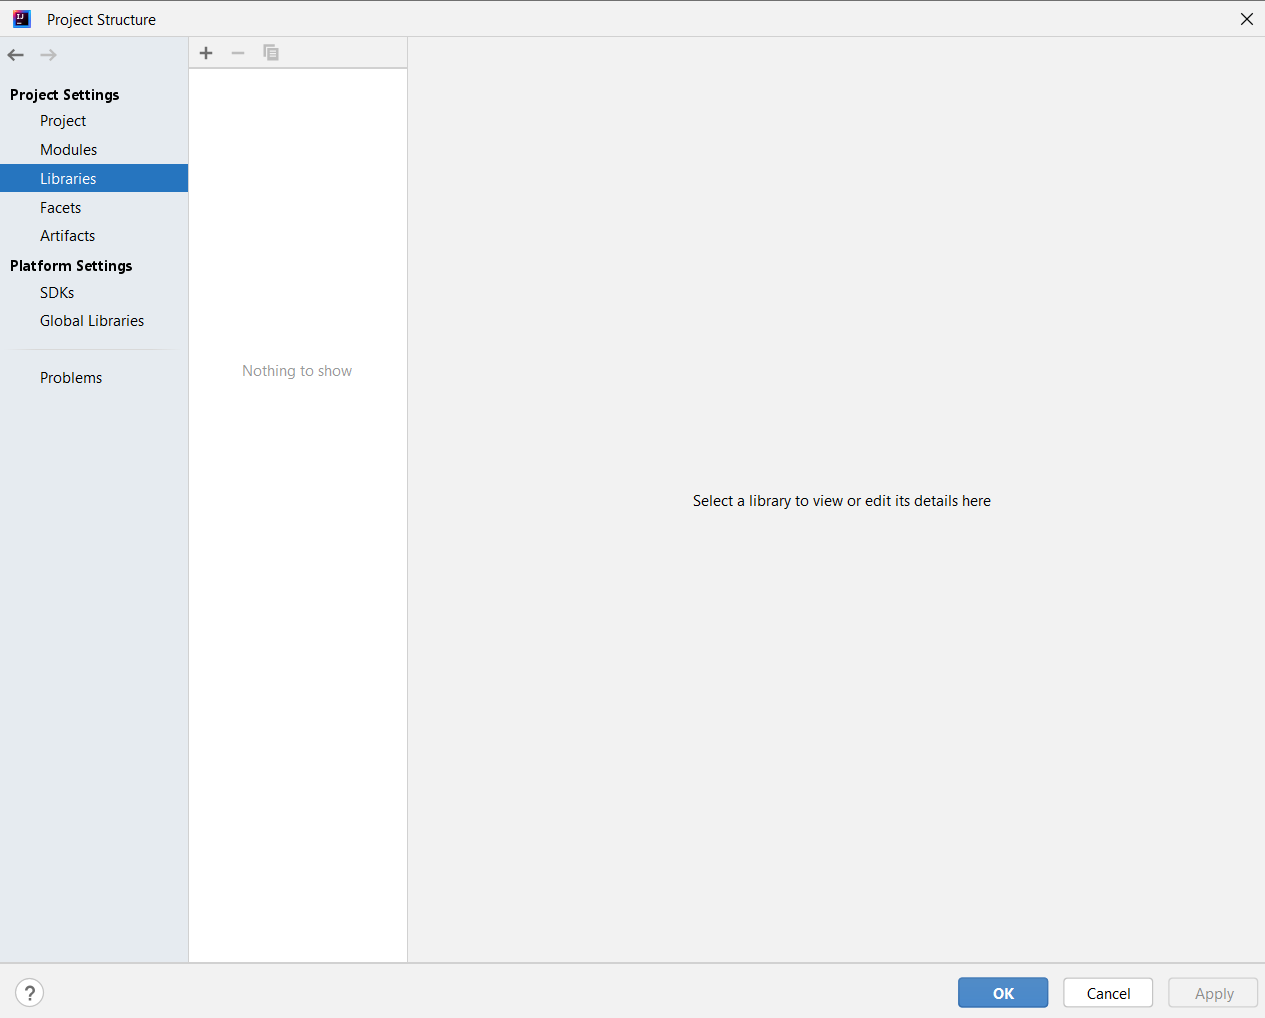 Project Structure
Project Settings
Project
Modules
Libraries
Facets
Artifacts
Platform Settings
SDKs
Global Libraries
Problems
Nothing to show
Select a library to view or edit its details here
?
OK
Cancel
Apply